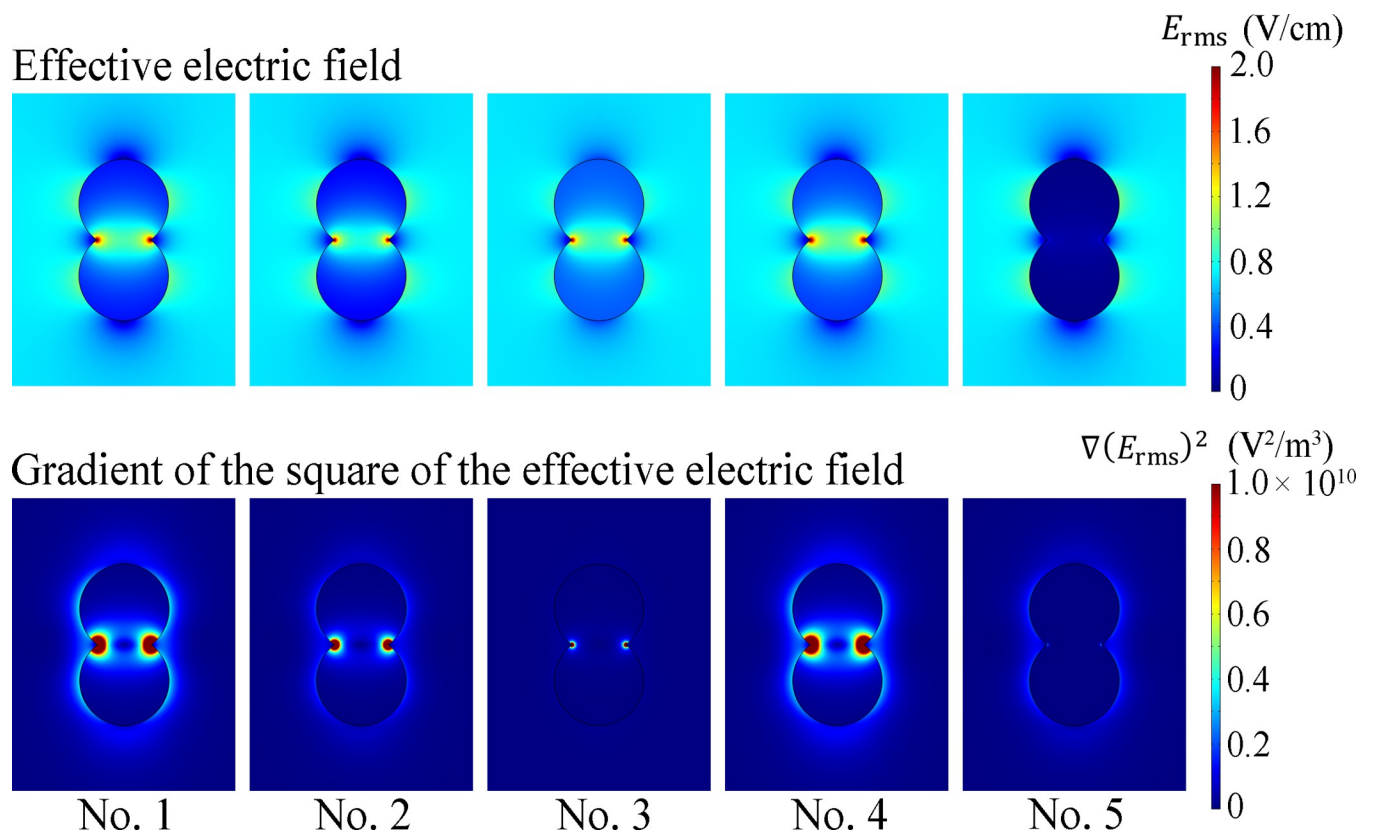 E_rms (V/cm)
Effective electric field
2.0
1.6
1.2
0.8
0.4
0
∇(E_rms)² (V²/m³)
Gradient of the square of the effective electric field
1.0 × 10¹⁰
0.8
0.6
0.4
0.2
0
No. 1 No. 2 No. 3 No. 4 No. 5